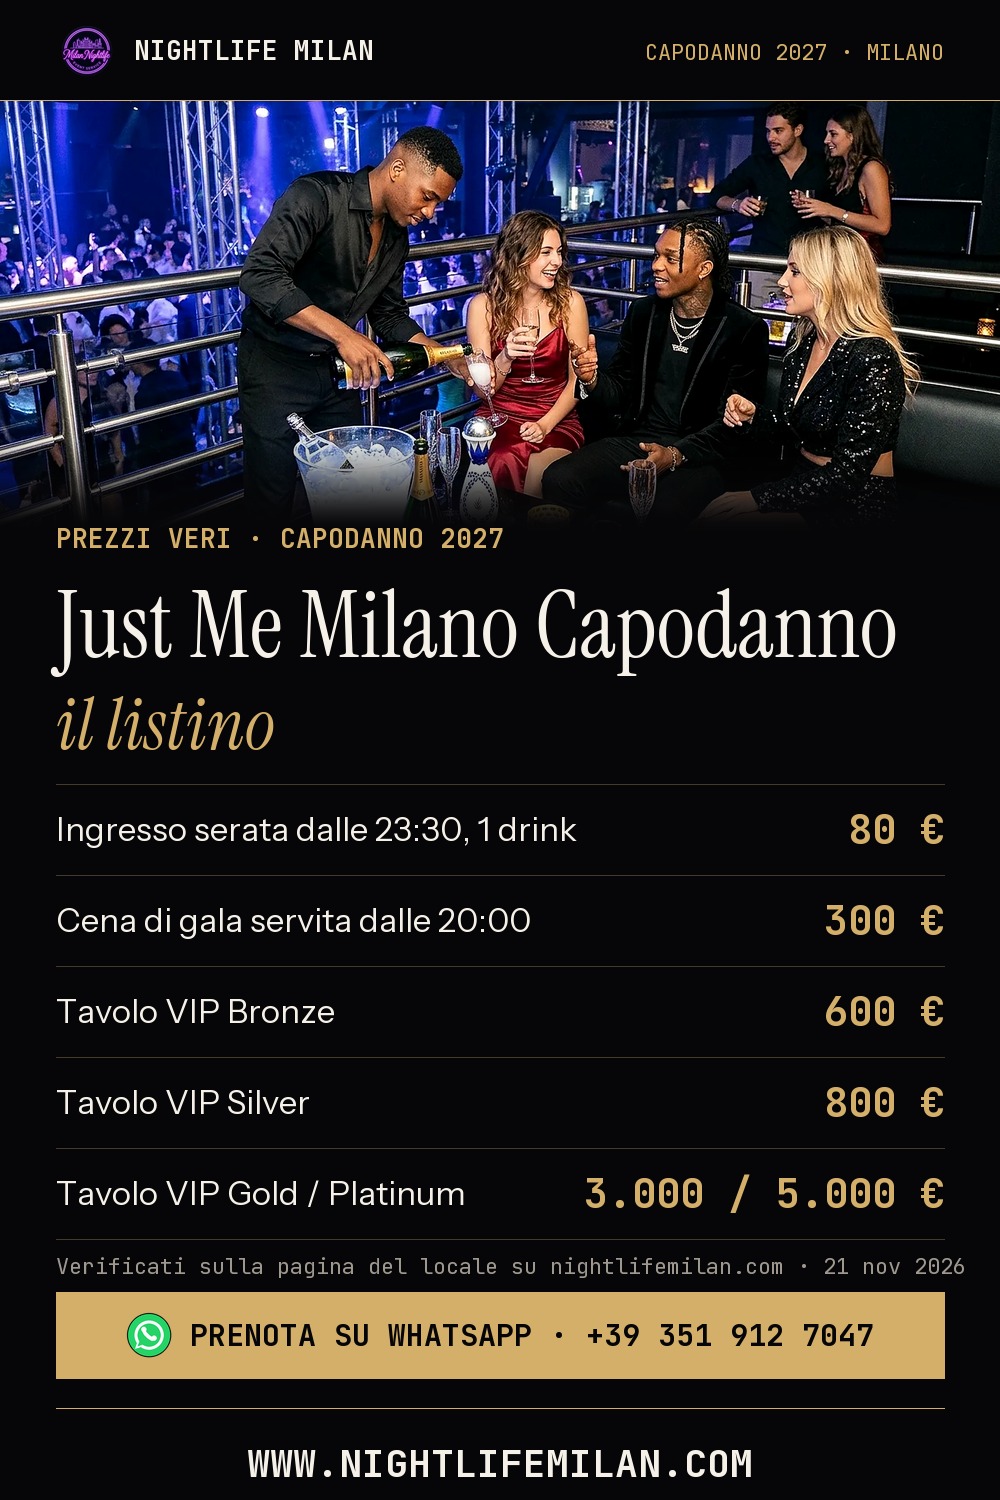 Milan Nightlife
NIGHTLIFE MILAN
CAPODANNO 2027 · MILANO
PREZZI VERI · CAPODANNO 2027
Just Me Milano Capodanno
il listino
Ingresso serata dalle 23:30, 1 drink 80 €
Cena di gala servita dalle 20:00 300 €
Tavolo VIP Bronze 600 €
Tavolo VIP Silver 800 €
Tavolo VIP Gold / Platinum 3.000 / 5.000 €
Verificati sulla pagina del locale su nightlifemilan.com · 21 nov 2026
PRENOTA SU WHATSAPP · +39 351 912 7047
WWW.NIGHTLIFEMILAN.COM